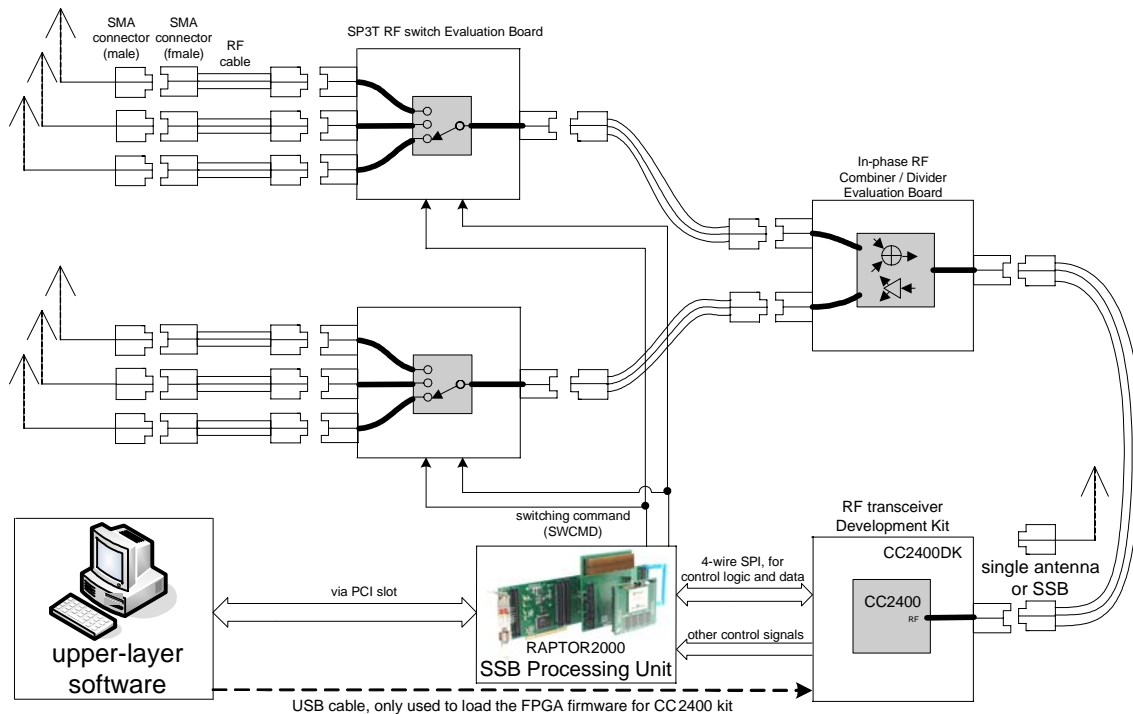 SMA
connector
(male)
SMA
connector
(fmale)
RF
cable
SP3T RF switch Evaluation Board
In-phase RF
Combiner / Divider
Evaluation Board
switching command
(SWCMD)
RF transceiver
Development Kit
CC2400DK
single antenna
or SSB
4-wire SPI, for
control logic and data
via PCI slot
CC2400
RF
other control signals
RAPTOR2000
SSB Processing Unit
upper-layer
software
USB cable, only used to load the FPGA firmware for CC2400 kit